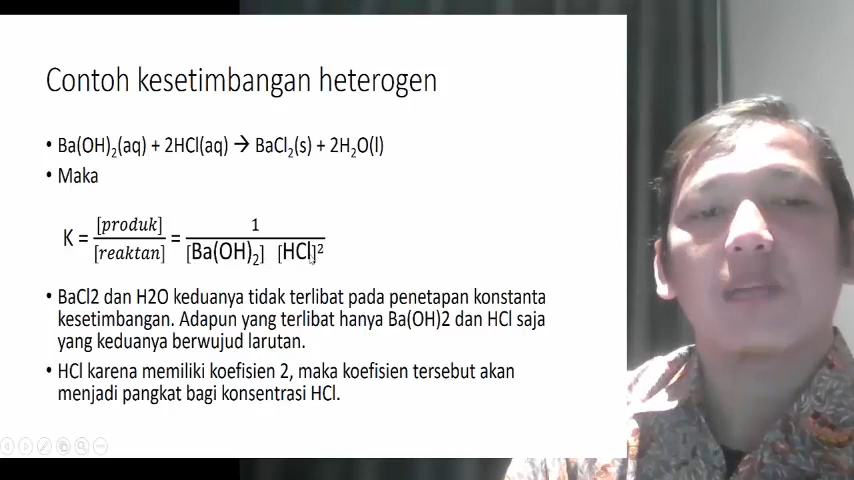 Contoh kesetimbangan heterogen
• Ba(OH)₂(aq) + 2HCl(aq) → BaCl₂(s) + 2H₂O(l)
• Maka
K = [produk]/[reaktan] = 1/[Ba(OH)₂] [HCl]²
• BaCl2 dan H2O keduanya tidak terlibat pada penetapan konstanta
kesetimbangan. Adapun yang terlibat hanya Ba(OH)2 dan HCl saja
yang keduanya berwujud larutan.
• HCl karena memiliki koefisien 2, maka koefisien tersebut akan
menjadi pangkat bagi konsentrasi HCl.